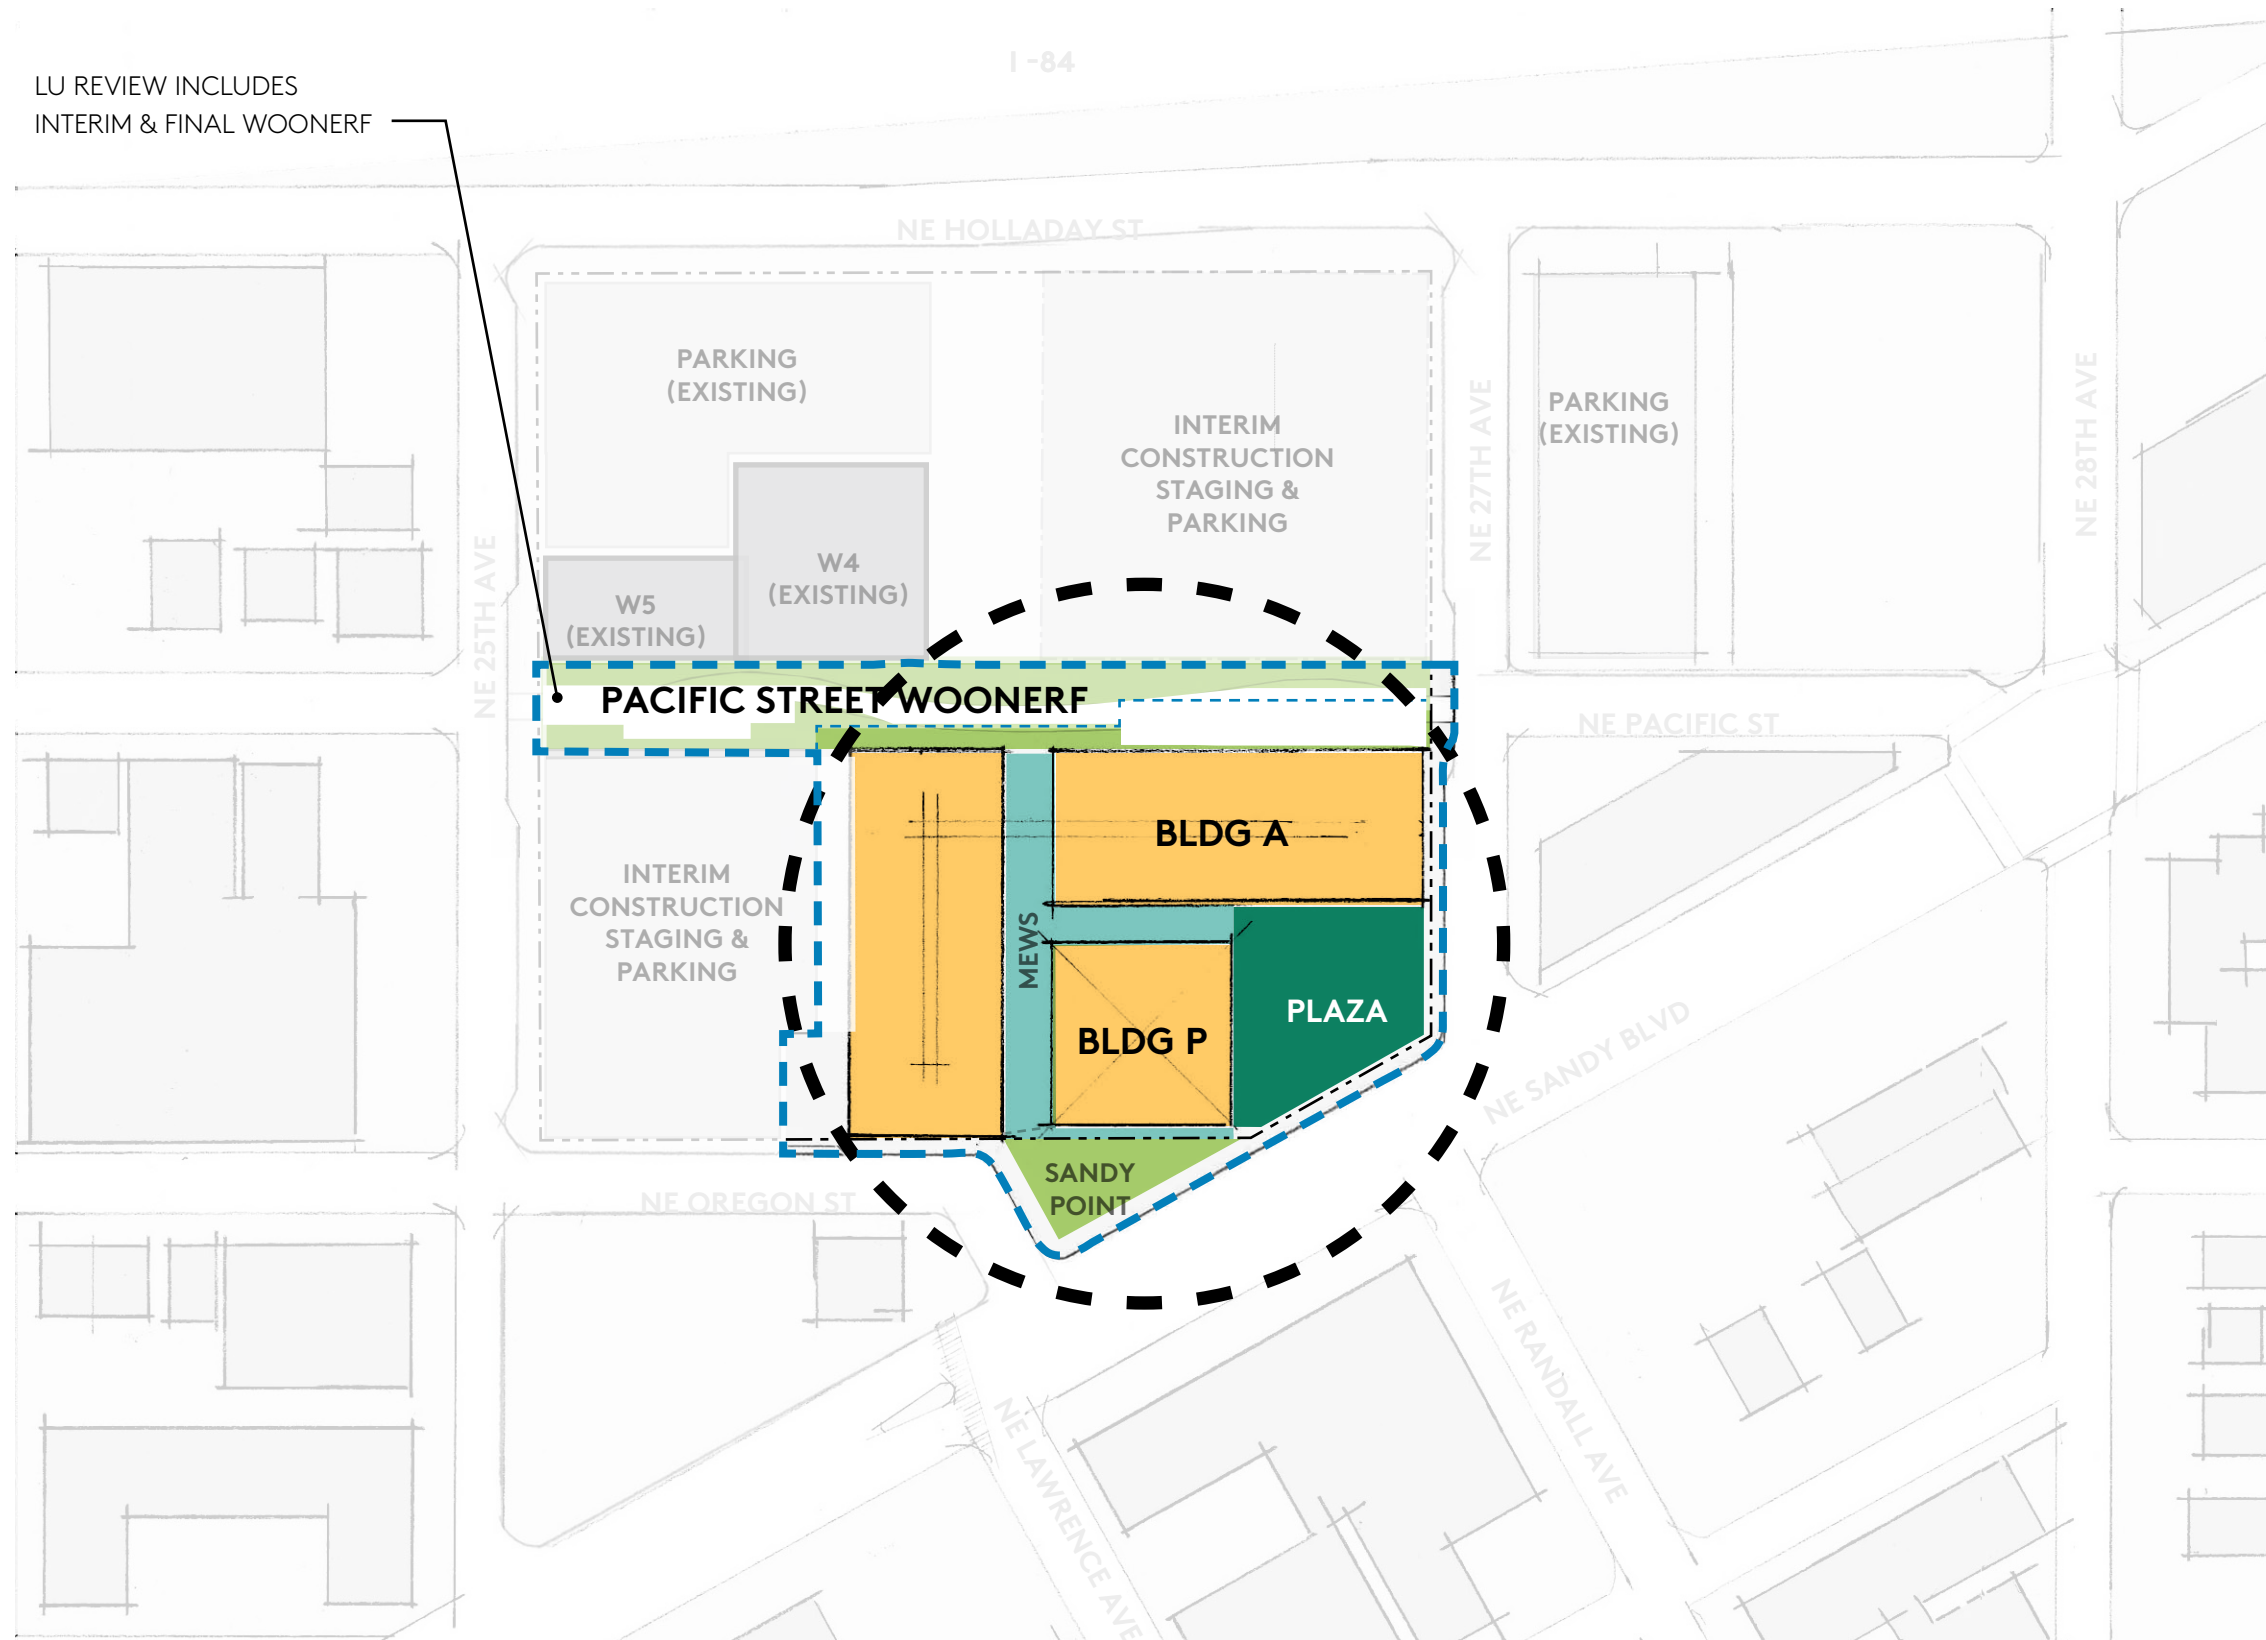 I-84
LU REVIEW INCLUDES
INTERIM & FINAL WOONERF
NE HOLLADAY ST
PARKING
(EXISTING)
INTERIM
CONSTRUCTION
STAGING &
PARKING
NE 27TH AVE
PARKING
(EXISTING)
NE 28TH AVE
NE 25TH AVE
W4
(EXISTING)
W5
(EXISTING)
PACIFIC STREET WOONERF
NE PACIFIC ST
BLDG A
INTERIM
CONSTRUCTION
STAGING &
PARKING
MEWS
PLAZA
BLDG P
NE SANDY BLVD
SANDY
POINT
NE OREGON ST
NE RANDALL AVE
NE LAWRENCE AVE